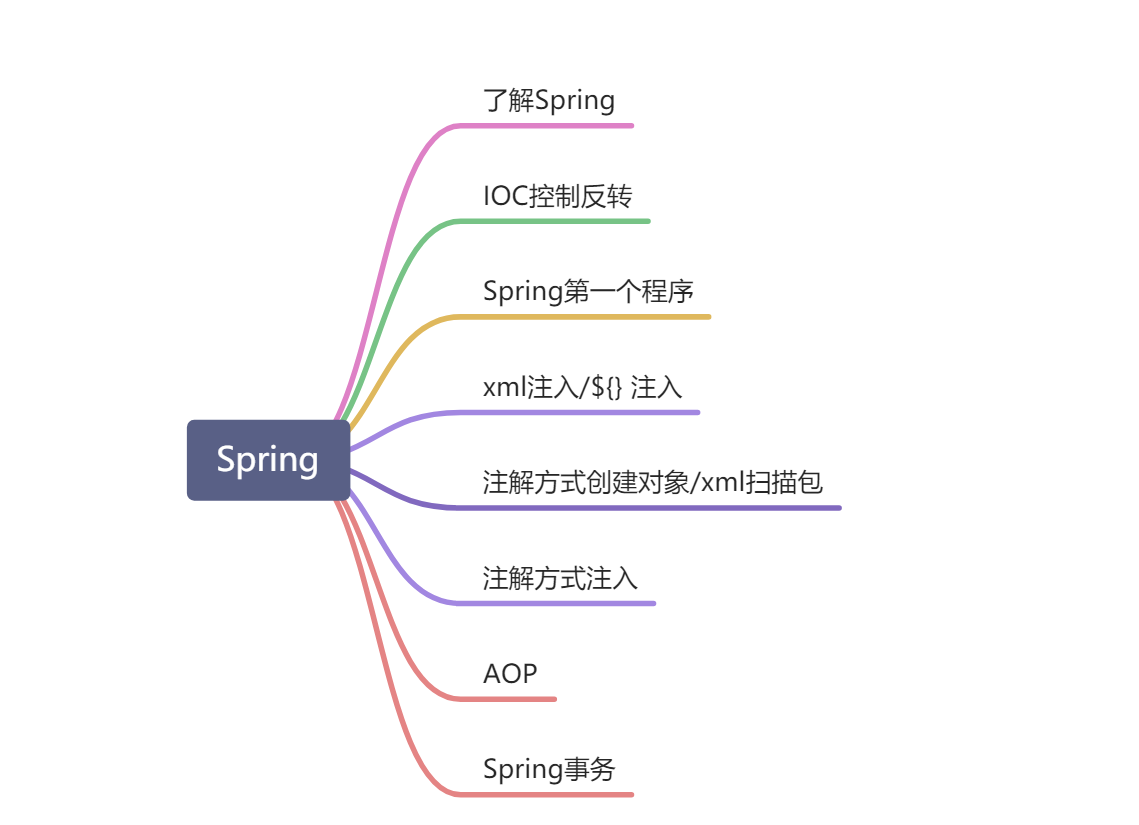 了解Spring
IOC控制反转
Spring第一个程序
xml注入/${} 注入
Spring
注解方式创建对象/xml扫描包
注解方式注入
AOP
Spring事务